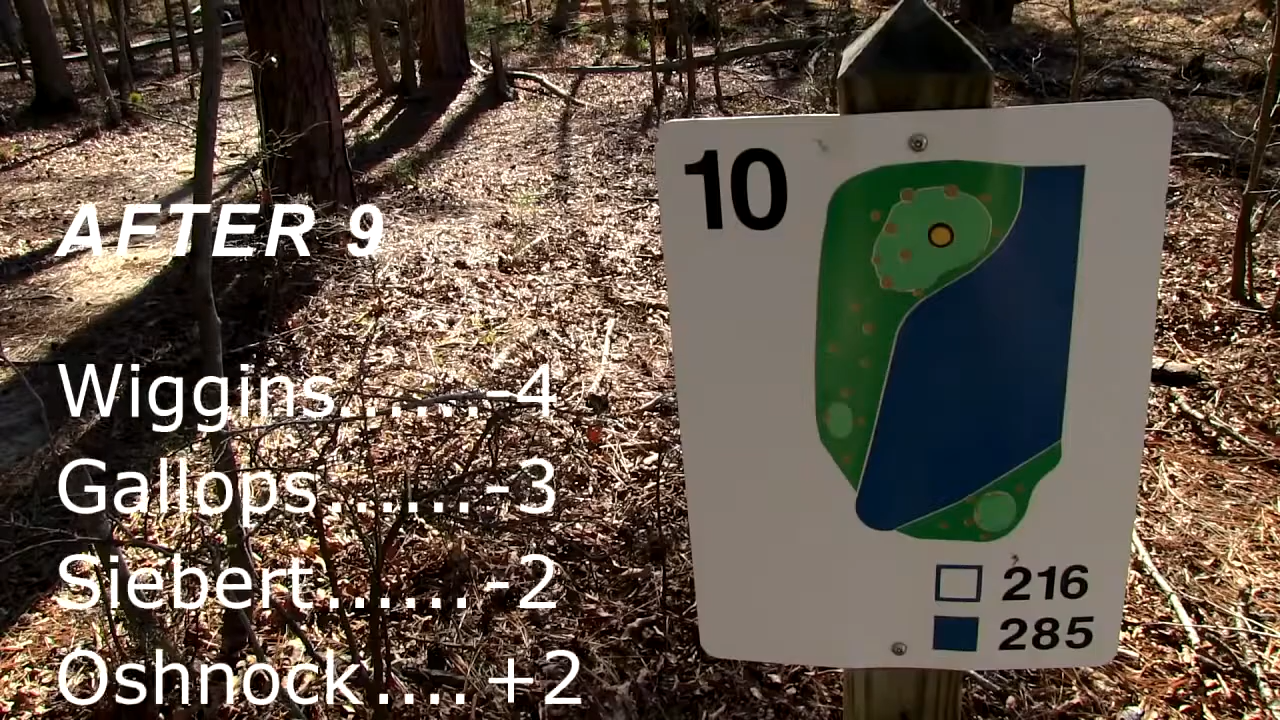 AFTER 9
Wiggins......-4
Gallops......-3
Siebert......-2
Oshnock....+2
10
216
285